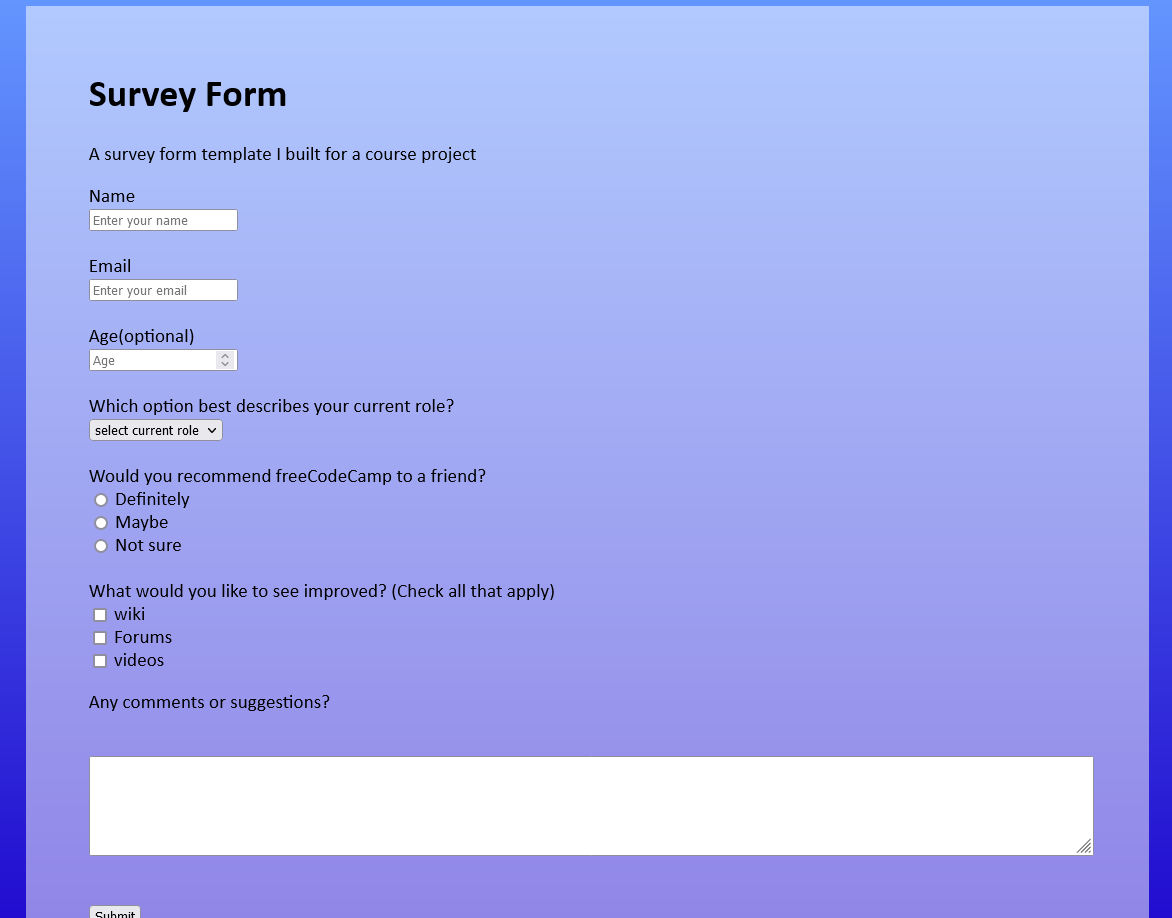 Survey Form
A survey form template I built for a course project
Name
Enter your name
Email
Enter your email
Age(optional)
Age
Which option best describes your current role?
select current role
Would you recommend freeCodeCamp to a friend?
Definitely
Maybe
Not sure
What would you like to see improved? (Check all that apply)
wiki
Forums
videos
Any comments or suggestions?
Submit